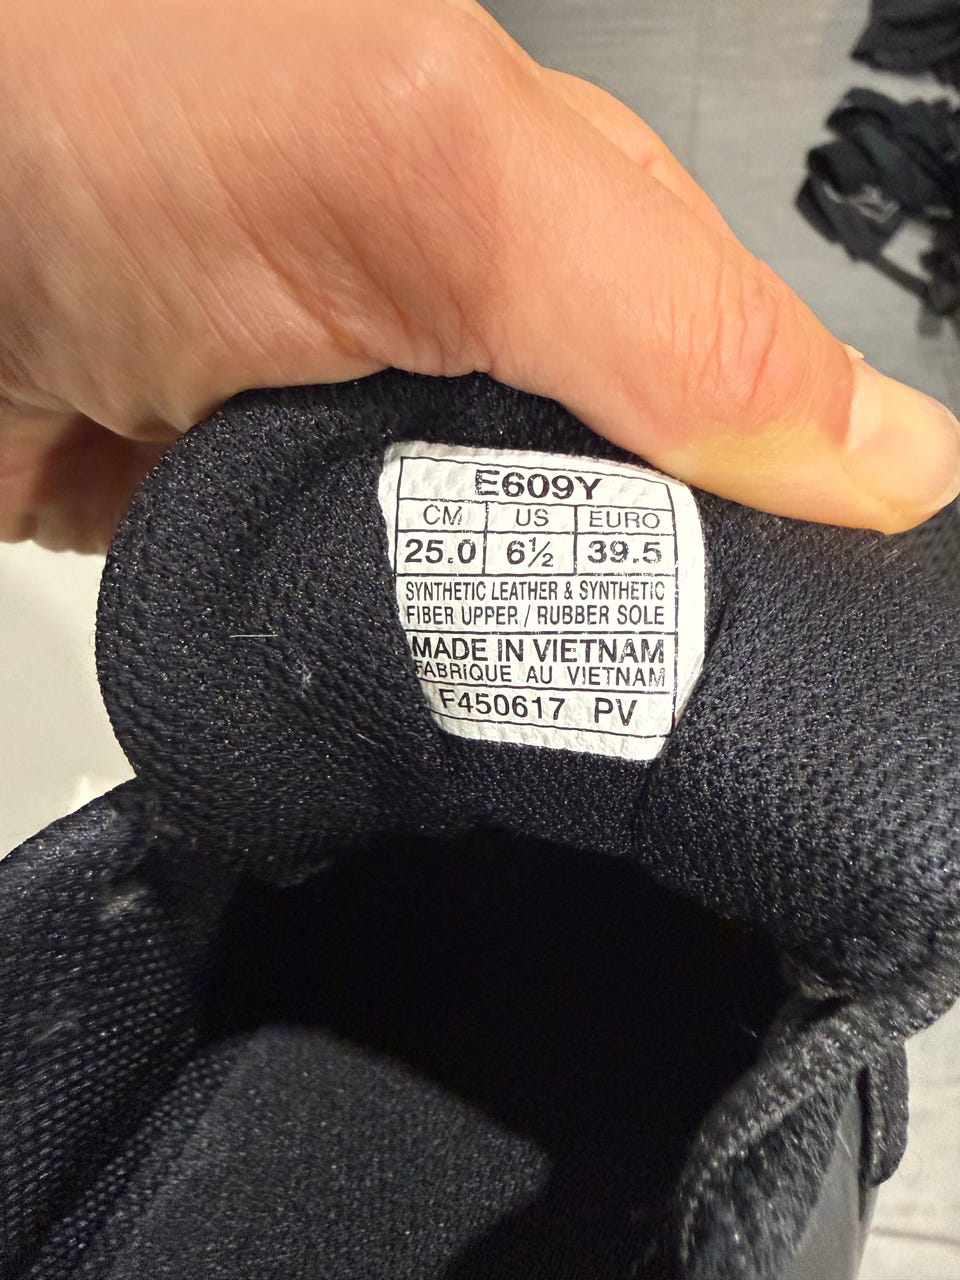 E609Y
CM US EURO
25.0 6½ 39.5
SYNTHETIC LEATHER & SYNTHETIC
FIBER UPPER / RUBBER SOLE
MADE IN VIETNAM
FABRIQUE AU VIETNAM
F450617 PV